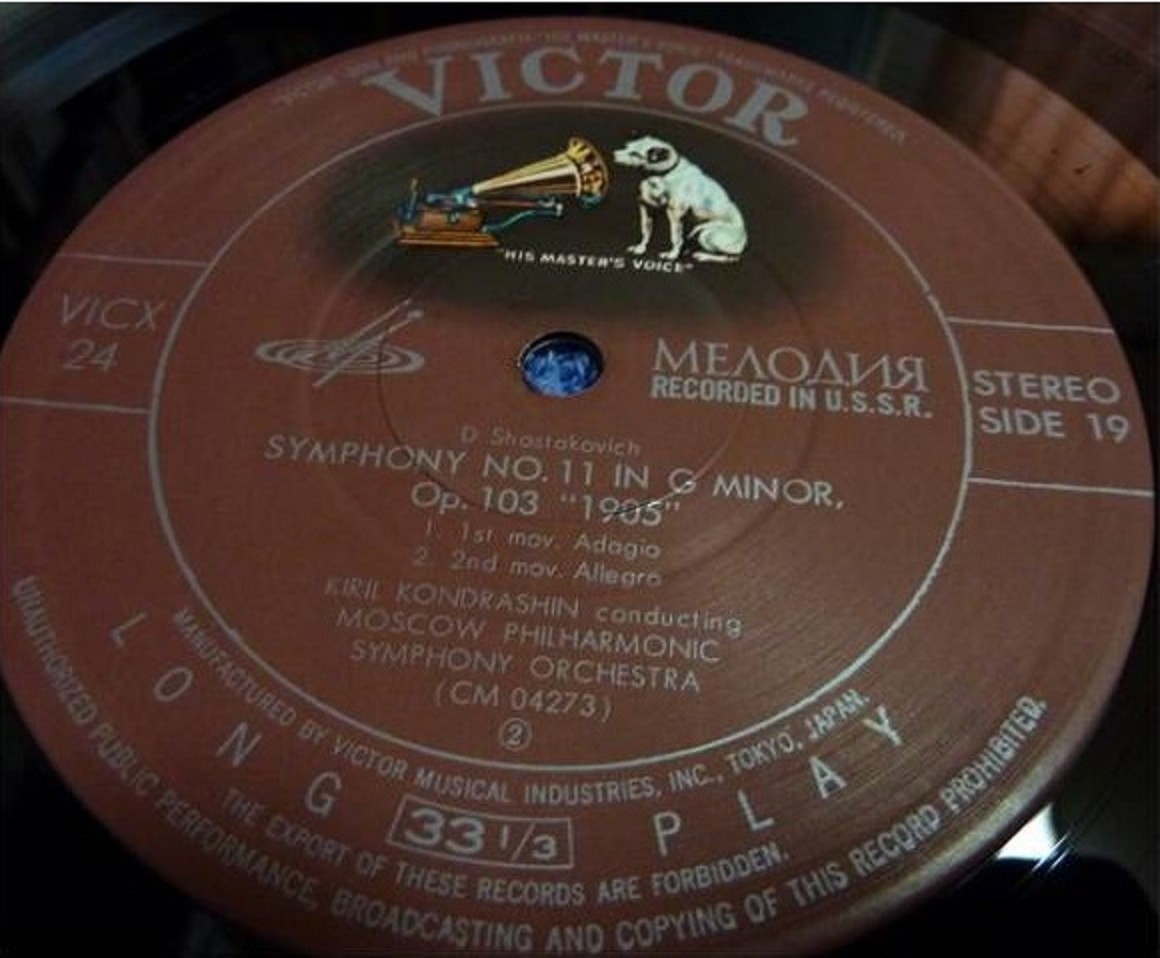 VICTOR
"HIS MASTER'S VOICE"
VICX
24
МЕЛОДИЯ
RECORDED IN U.S.S.R.
STEREO
SIDE 19
D. Shostakovich
SYMPHONY NO. 11 IN G MINOR,
Op. 103 "1905"
1. 1st mov. Adagio
2. 2nd mov. Allegro
KIRIL KONDRASHIN conducting
MOSCOW PHILHARMONIC
SYMPHONY ORCHESTRA
(CM 04273)
②
MANUFACTURED BY VICTOR MUSICAL INDUSTRIES, INC., TOKYO, JAPAN.
LONG 33 1/3 PLAY
THE EXPORT OF THESE RECORDS ARE FORBIDDEN.
UNAUTHORIZED PUBLIC PERFORMANCE, BROADCASTING AND COPYING OF THIS RECORD PROHIBITED.